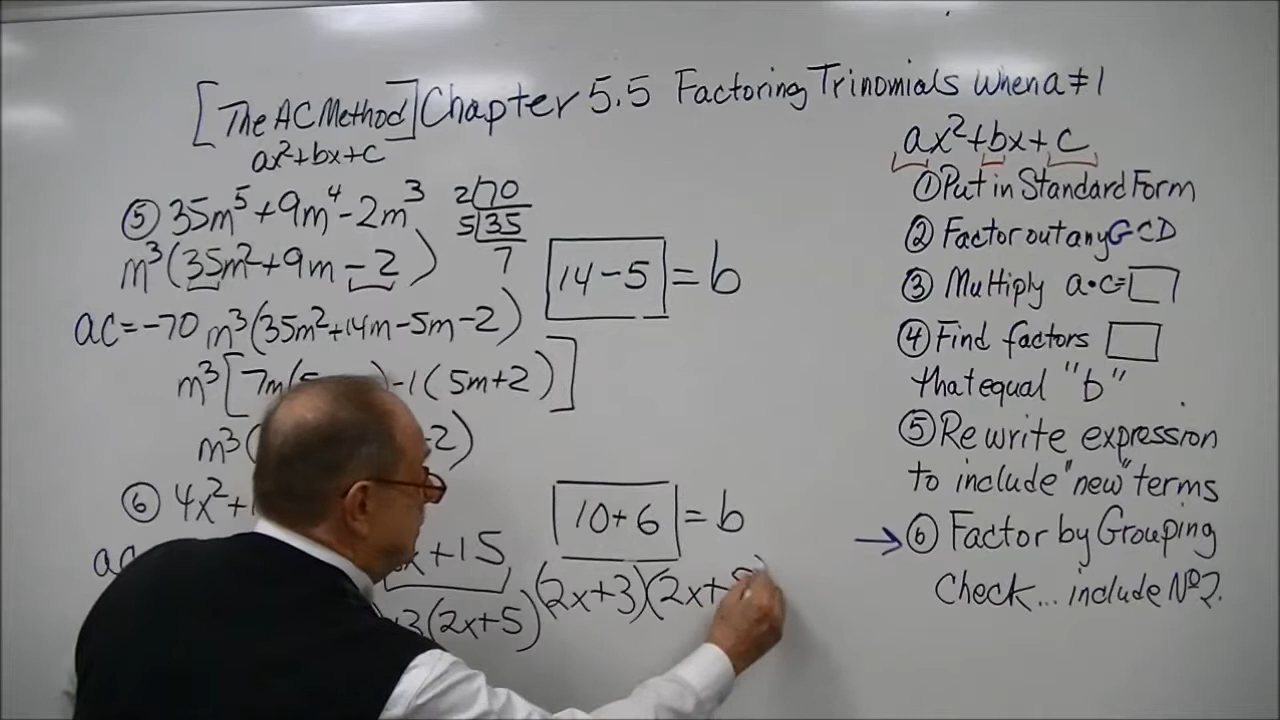 [The AC Method] Chapter 5.5 Factoring Trinomials When a ≠ 1
ax²+bx+c
⑤ 35m⁵+9m⁴-2m³
2 70
5 35
7
m³(35m²+9m-2)
14-5 = b
ac=-70 m³(35m²+14m-5m-2)
m³[7m( -1(5m+2)]
m³( -2)
⑥ 4x²+
10+6 = b
x+15
3(2x+5) (2x+3)(2x+
ax²+bx+c
① Put in Standard Form
② Factor out any GCD
③ Multiply a•c=□
④ Find factors □
that equal "b"
⑤ Rewrite expression
to include "new" terms
→ ⑥ Factor by Grouping
Check... include Nº2.